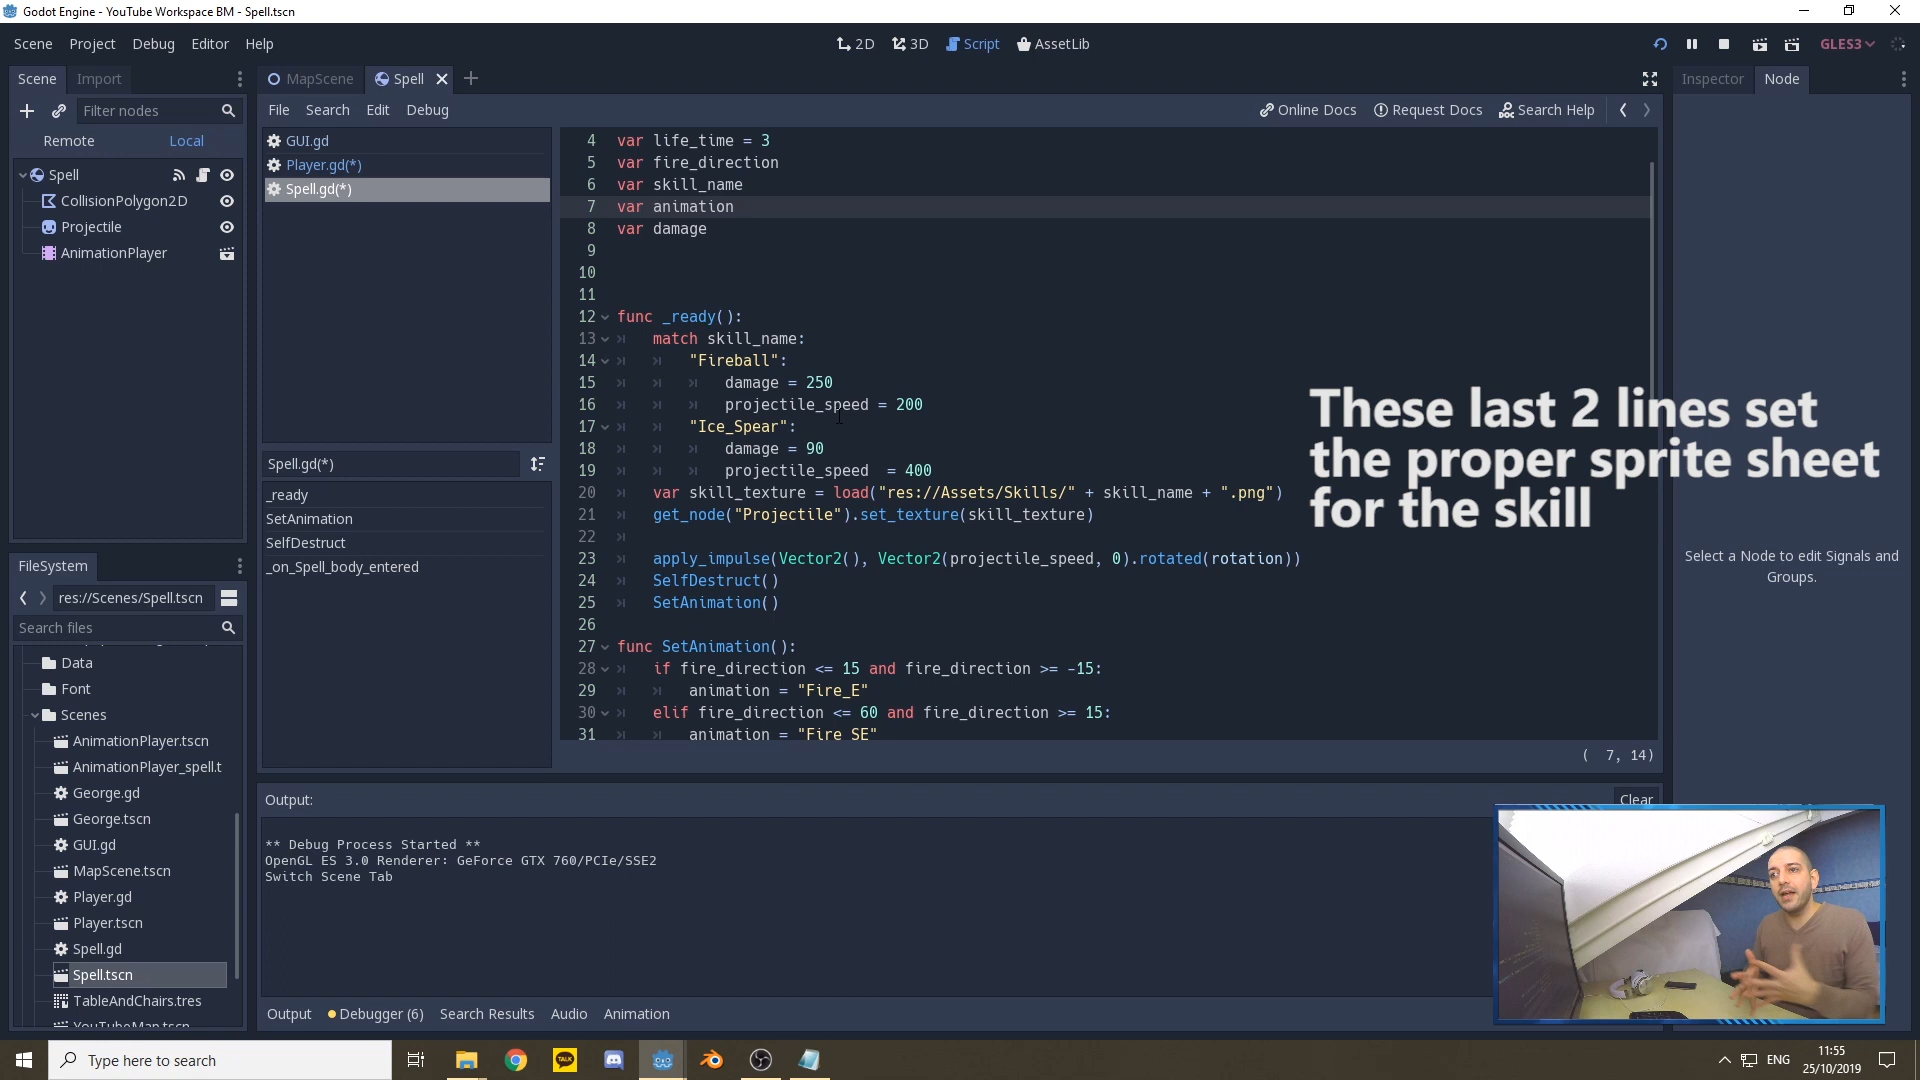 Godot Engine - YouTube Workspace BM - Spell.tscn
Scene Project Debug Editor Help
2D 3D Script AssetLib
GLES3
Scene Import
MapScene Spell
Inspector Node
Filter nodes
File Search Edit Debug
Online Docs Request Docs Search Help
Remote Local
Spell
CollisionPolygon2D
Projectile
AnimationPlayer
GUI.gd
Player.gd(*)
Spell.gd(*)
Spell.gd(*)
_ready
SetAnimation
SelfDestruct
_on_Spell_body_entered
4 var life_time = 3
5 var fire_direction
6 var skill_name
7 var animation
8 var damage
9
10
11
12 func _ready():
13 match skill_name:
14 "Fireball":
15 damage = 250
16 projectile_speed = 200
17 "Ice_Spear":
18 damage = 90
19 projectile_speed  = 400
20 var skill_texture = load("res://Assets/Skills/" + skill_name + ".png")
21 get_node("Projectile").set_texture(skill_texture)
22
23 apply_impulse(Vector2(), Vector2(projectile_speed, 0).rotated(rotation))
24 SelfDestruct()
25 SetAnimation()
26
27 func SetAnimation():
28 if fire_direction <= 15 and fire_direction >= -15:
29 animation = "Fire_E"
30 elif fire_direction <= 60 and fire_direction >= 15:
31 animation = "Fire_SE"
( 7, 14)
These last 2 lines set
the proper sprite sheet
for the skill
Select a Node to edit Signals and
Groups.
FileSystem
res://Scenes/Spell.tscn
Search files
Data
Font
Scenes
AnimationPlayer.tscn
AnimationPlayer_spell.t
George.gd
George.tscn
GUI.gd
MapScene.tscn
Player.gd
Player.tscn
Spell.gd
Spell.tscn
TableAndChairs.tres
YouTubeMap.tscn
Output:
Clear
** Debug Process Started **
OpenGL ES 3.0 Renderer: GeForce GTX 760/PCIe/SSE2
Switch Scene Tab
Output Debugger (6) Search Results Audio Animation
Type here to search
TALK
ENG
11:55
25/10/2019